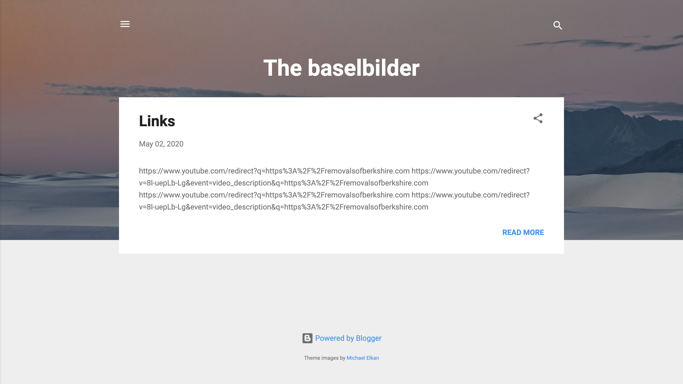 The baselbilder
Links
May 02, 2020
https://www.youtube.com/redirect?q=https%3A%2F%2Fremovalsofberkshire.com https://www.youtube.com/redirect?
v=8l-uepLb-Lg&event=video_description&q=https%3A%2F%2Fremovalsofberkshire.com
https://www.youtube.com/redirect?q=https%3A%2F%2Fremovalsofberkshire.com https://www.youtube.com/redirect?
v=8l-uepLb-Lg&event=video_description&q=https%3A%2F%2Fremovalsofberkshire.com
READ MORE
Powered by Blogger
Theme images by Michael Elkan